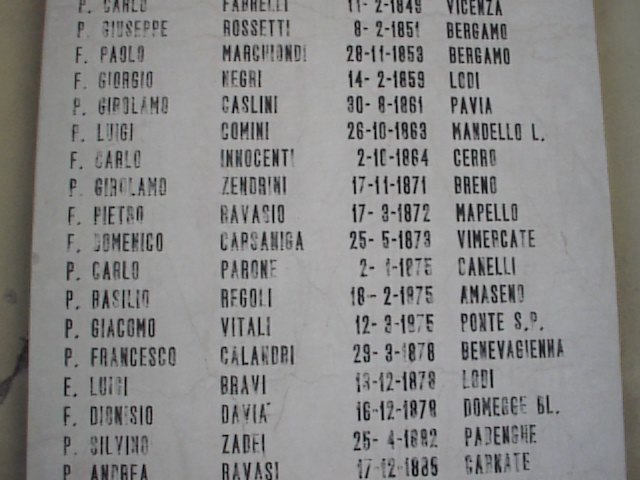 P. CARLO FABRELLI 11- 2-1849 VICENZA
P. GIUSEPPE ROSSETTI 8- 2-1851 BERGAMO
F. PAOLO MARCHIONDI 28-11-1853 BERGAMO
F. GIORGIO NEGRI 14- 2-1859 LODI
P. GIROLAMO CASLINI 30- 8-1861 PAVIA
F. LUIGI COMINI 26-10-1863 MANDELLO L.
F. CARLO INNOCENTI 2-10-1864 CERRO
P. GIROLAMO ZENDRINI 17-11-1871 BRENO
F. PIETRO RAVASIO 17- 3-1872 MAPELLO
F. DOMENICO CAPSANIGA 25- 5-1873 VIMERCATE
P. CARLO PARONE 2- 1-1875 CANELLI
P. BASILIO REGOLI 18- 2-1875 AMASENO
P. GIACOMO VITALI 12- 3-1975 PONTE S.P.
P. FRANCESCO CALANDRI 29- 3-1878 BENEVAGIENNA
F. LUIGI BRAVI LODI
F. DIONISIO DAVIA' 16-12-1878 DOMEGGE BL.
P. SILVINO ZADEI 25- 4-1882 PADENGHE
P. ANDREA RAVASI 17-12-1885 CARNATE